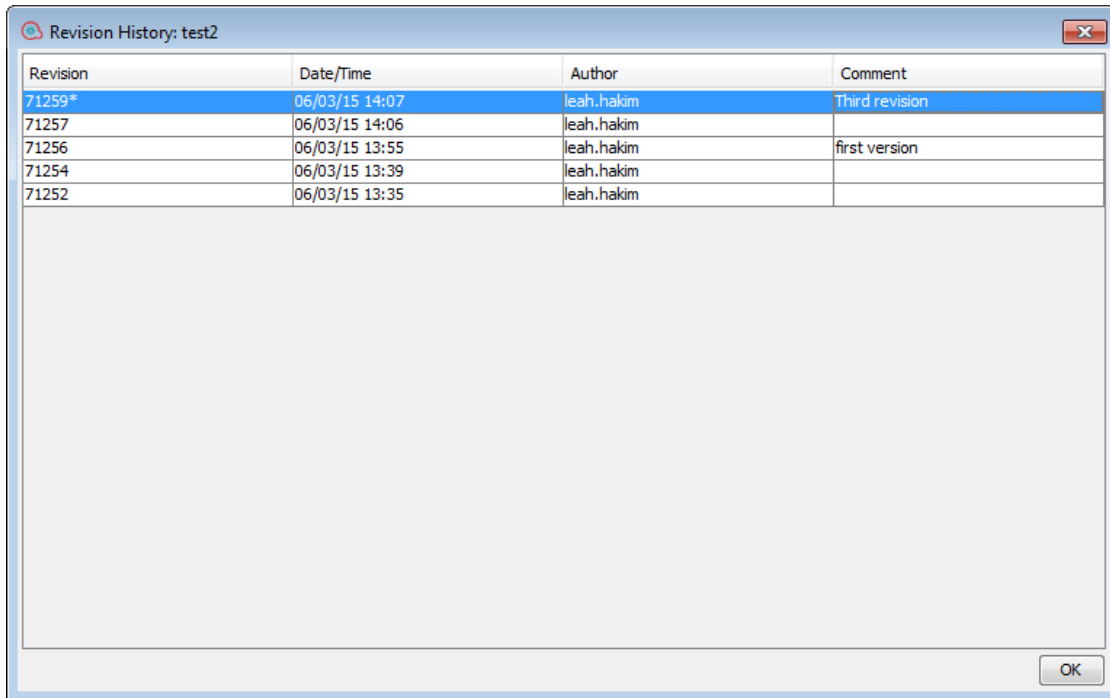 Revision History: test2
Revision Date/Time Author Comment
71259* 06/03/15 14:07 leah.hakim Third revision
71257 06/03/15 14:06 leah.hakim
71256 06/03/15 13:55 leah.hakim first version
71254 06/03/15 13:39 leah.hakim
71252 06/03/15 13:35 leah.hakim
OK